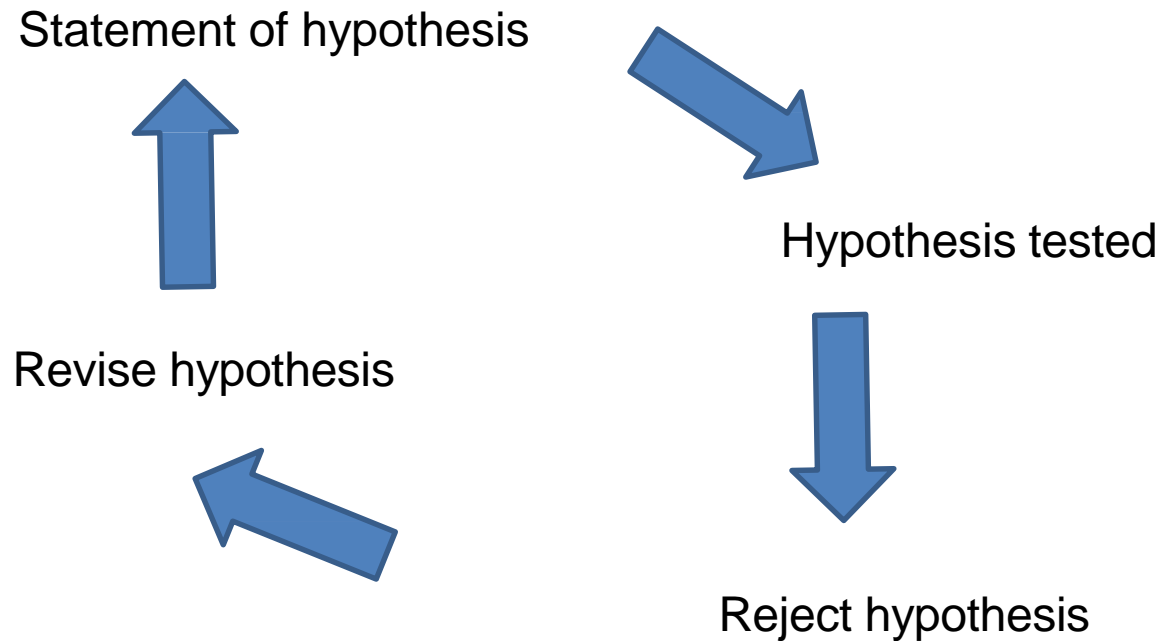 Statement of hypothesis
Hypothesis tested
Revise hypothesis
Reject hypothesis